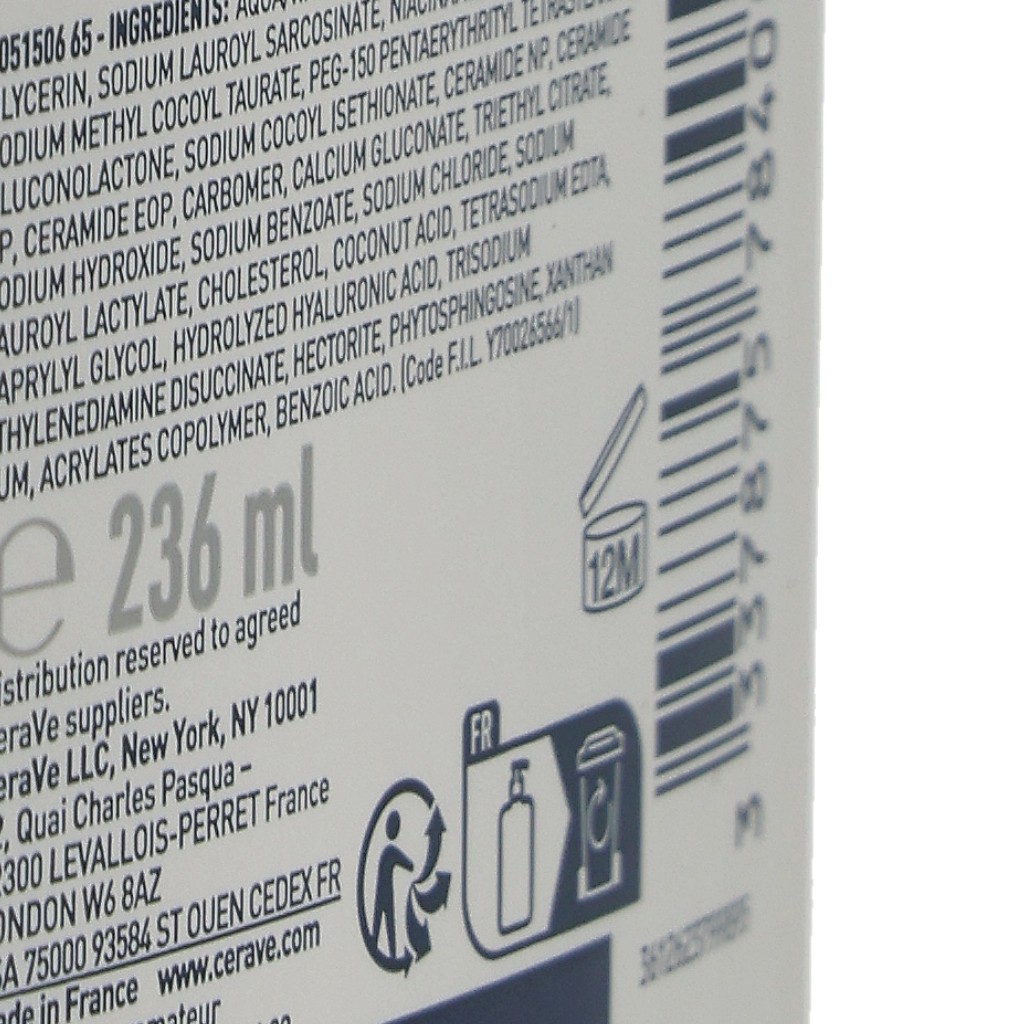 051506 65 - INGREDIENTS: AQUA
LYCERIN, SODIUM LAUROYL SARCOSINATE,
ODIUM METHYL COCOYL TAURATE, PEG-150 PENTAERYTHRITYL
LUCONOLACTONE, SODIUM COCOYL ISETHIONATE, CERAMIDE NP, CERAMIDE
P, CERAMIDE EOP, CARBOMER, CALCIUM GLUCONATE, TRIETHYL CITRATE,
ODIUM HYDROXIDE, SODIUM BENZOATE, SODIUM CHLORIDE, SODIUM
AUROYL LACTYLATE, CHOLESTEROL, COCONUT ACID, TETRASODIUM EDTA,
APRYLYL GLYCOL, HYDROLYZED HYALURONIC ACID, TRISODIUM
THYLENEDIAMINE DISUCCINATE, HECTORITE, PHYTOSPHINGOSINE, XANTHAN
UM, ACRYLATES COPOLYMER, BENZOIC ACID. (Code F.I.L. Y70026566/1)
e 236 ml
12M
istribution reserved to agreed
eraVe suppliers.
eraVe LLC, New York, NY 10001
, Quai Charles Pasqua –
2300 LEVALLOIS-PERRET France
ONDON W6 8AZ
SA 75000 93584 ST OUEN CEDEX FR
de in France www.cerave.com
mateur
FR
3 337875 7840